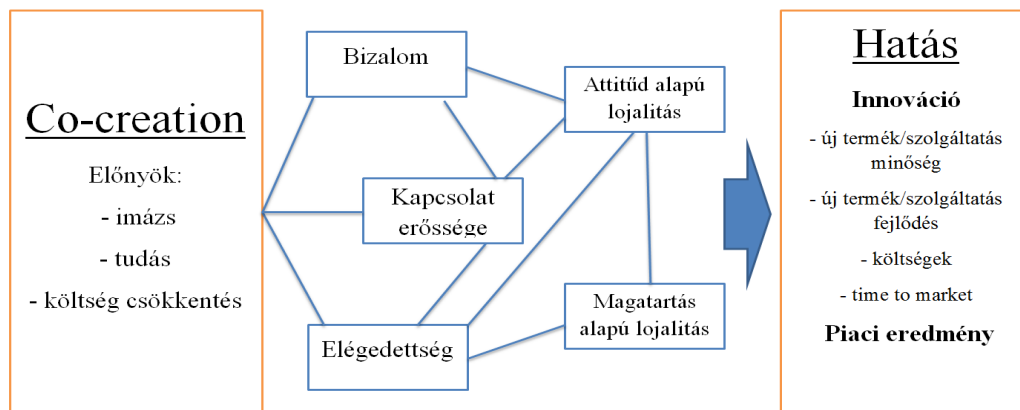 Co-creation
Előnyök:
- imázs
- tudás
- költség csökkentés
Bizalom
Kapcsolat
erőssége
Elégedettség
Attitűd alapú
lojalitás
Magatartás
alapú lojalitás
Hatás
Innováció
- új termék/szolgáltatás
minőség
- új termék/szolgáltatás
fejlődés
- költségek
- time to market
Piaci eredmény